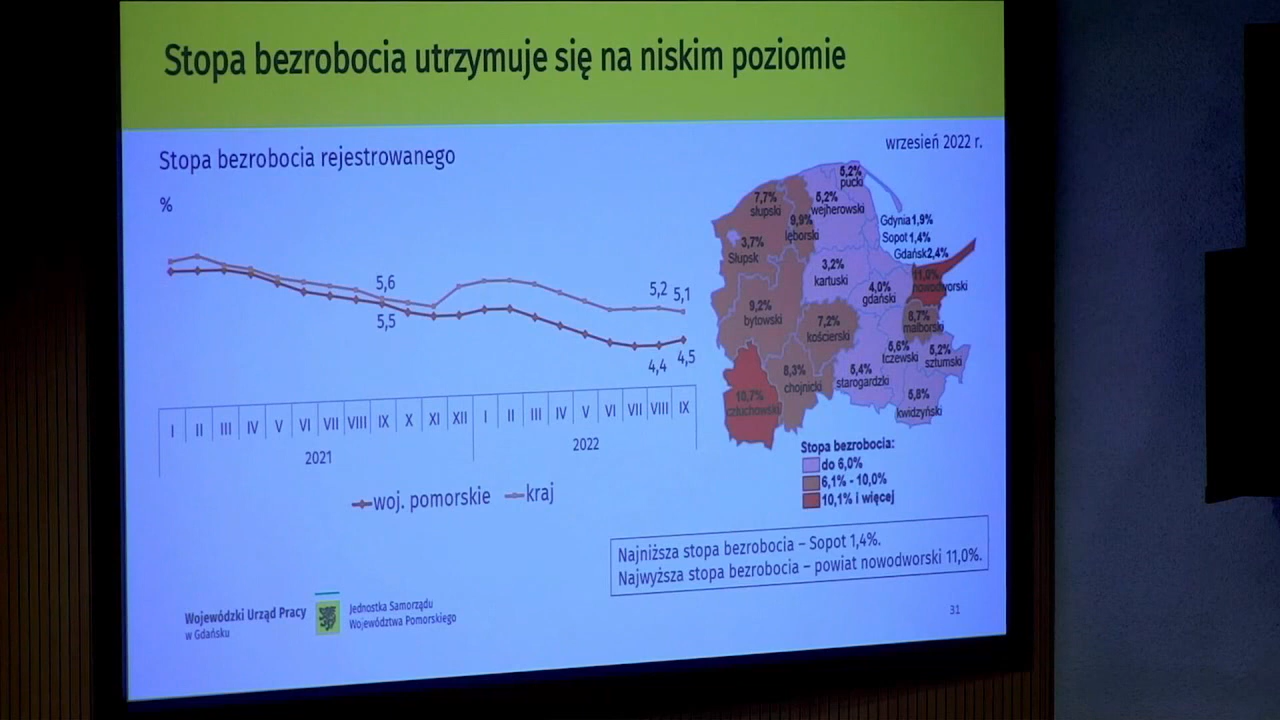 Stopa bezrobocia utrzymuje się na niskim poziomie
Stopa bezrobocia rejestrowanego
wrzesień 2022 r.
%
5,6
5,5
5,2
5,1
4,4
4,5
I II III IV V VI VII VIII IX X XI XII I II III IV V VI VII VIII IX
2021
2022
woj. pomorskie
kraj
5,2%
pucki
7,7%
słupski
5,2%
wejherowski
9,9%
lęborski
Gdynia 1,9%
Sopot 1,4%
Gdańsk 2,4%
3,7%
Słupsk
3,2%
kartuski
4,0%
gdański
11,0%
nowodworski
9,2%
bytowski
7,2%
kościerski
8,7%
malborski
5,6%
tczewski
5,2%
sztumski
8,3%
chojnicki
5,4%
starogardzki
10,7%
człuchowski
5,8%
kwidzyński
Stopa bezrobocia:
do 6,0%
6,1% - 10,0%
10,1% i więcej
Najniższa stopa bezrobocia – Sopot 1,4%.
Najwyższa stopa bezrobocia – powiat nowodworski 11,0%.
Wojewódzki Urząd Pracy
w Gdańsku
Jednostka Samorządu
Województwa Pomorskiego
31